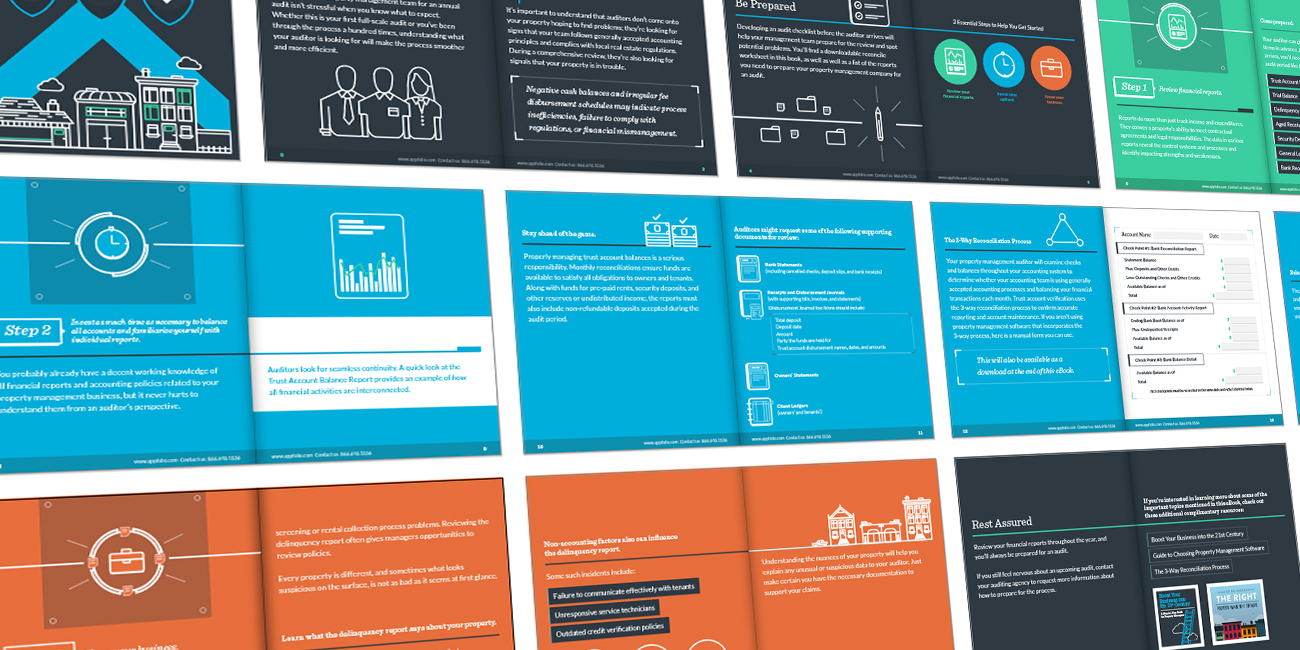 management team for an annual
audit isn't stressful when you know what to expect.
Whether this is your first full-scale audit or you've been
through the process a hundred times, understanding what
your auditor is looking for will make the process smoother
and more efficient.
www.appfolio.com Contact us: 866.648.1536
It's important to understand that auditors don't come onto
your property hoping to find problems; they're looking for
signs that your team follows generally accepted accounting
principles and complies with local real estate regulations.
During a comprehensive review, they're also looking for
signals that your property is in trouble.
Negative cash balances and irregular fee
disbursement schedules may indicate process
inefficiencies, failure to comply with
regulations, or financial mismanagement.
Be Prepared
Developing an audit checklist before the auditor arrives will
help your management team prepare for the review and spot
potential problems. You'll find a downloadable reconcile
worksheet in this book, as well as a list of the reports
you need to prepare your property management company for
an audit.
3 Essential Steps to Help You Get Started
Review your
financial reports.
Step 1
Review financial reports.
Reports do more than just track income and expenditures.
They convey a property's ability to meet contractual
agreements and legal responsibilities. The data in various
reports reveal the control systems and processes and
identify impacting strengths and weaknesses.
Come prepared.
Trust Account
Trial Balance
Delinquency
Aged Receiv
Security De
General Le
Bank Reco
Step 2
Invest as much time as necessary to balance
all accounts and familiarize yourself with
individual reports.
You probably already have a decent working knowledge of
all financial reports and accounting policies related to your
property management business, but it never hurts to
understand them from an auditor's perspective.
Auditors look for seamless continuity. A quick look at the
Trust Account Balance Report provides an example of how
all financial activities are interconnected.
9
Stay ahead of the game.
Properly managing trust account balances is a serious
responsibility. Monthly reconciliations ensure funds are
available to satisfy all obligations to owners and tenants.
Along with funds for pre-paid rents, security deposits, and
other reserves or undistributed income, the reports must
also include non-refundable deposits accepted during the
audit period.
10
Auditors might request some of the following supporting
documents for review:
Bank Statements
(including cancelled checks, deposit slips, and bank receipts)
Receipts and Disbursement Journals
(with supporting bills, invoices, and statements)
Disbursement journal line items should include:
Total deposit
Deposit date
Amount
Party the funds are held for
Trust account disbursement names, dates, and amounts
Owners' Statements
Client Ledgers
(owners' and tenants')
11
The 3-Way Reconciliation Process
Your property management auditor will examine checks
and balances throughout your accounting system to
determine whether your accounting team is using generally
accepted accounting processes and balancing your financial
transactions each month. Trust account verification uses
the 3-way reconciliation process to confirm accurate
reporting and account maintenance. If you aren't using
property management software that incorporates the
3-way process, here is a manual form you can use.
This will also be available as a
download at the end of this eBook.
12
Account Name
Date
Check Point #1: Bank Reconciliation Report
Statement Balance
Plus Deposits and Other Credits
Less Outstanding Checks and Other Credits
Available Balance as of
Total
Check Point #2: Bank Account Activity Report
Ending Bank Book Balance as of
Plus Undeposited Receipts
Available Balance as of
Total
Check Point #3: Bank Balance Detail
Available Balance as of
Total
screening or rental collection process problems. Reviewing the
delinquency report often gives managers opportunities to
review policies.
Every property is different, and sometimes what looks
suspicious on the surface, is not as bad as it seems at first glance.
Learn what the delinquency report says about your property.
Non-accounting factors also can influence
the delinquency report.
Some such incidents include:
Failure to communicate effectively with tenants
Unresponsive service technicians
Outdated credit verification policies
Understanding the nuances of your property will help you
explain any unusual or suspicious data to your auditor. Just
make certain you have the necessary documentation to
support your claims.
Rest Assured
Review your financial reports throughout the year, and
you'll always be prepared for an audit.
If you still feel nervous about an upcoming audit, contact
your auditing agency to request more information about
how to prepare for the process.
If you're interested in learning more about some of the
important topics mentioned in this eBook, check out
these additional complimentary resources:
Boost Your Business into the 21st Century
Guide to Choosing Property Management Software
The 3-Way Reconciliation Process
THE RIGHT